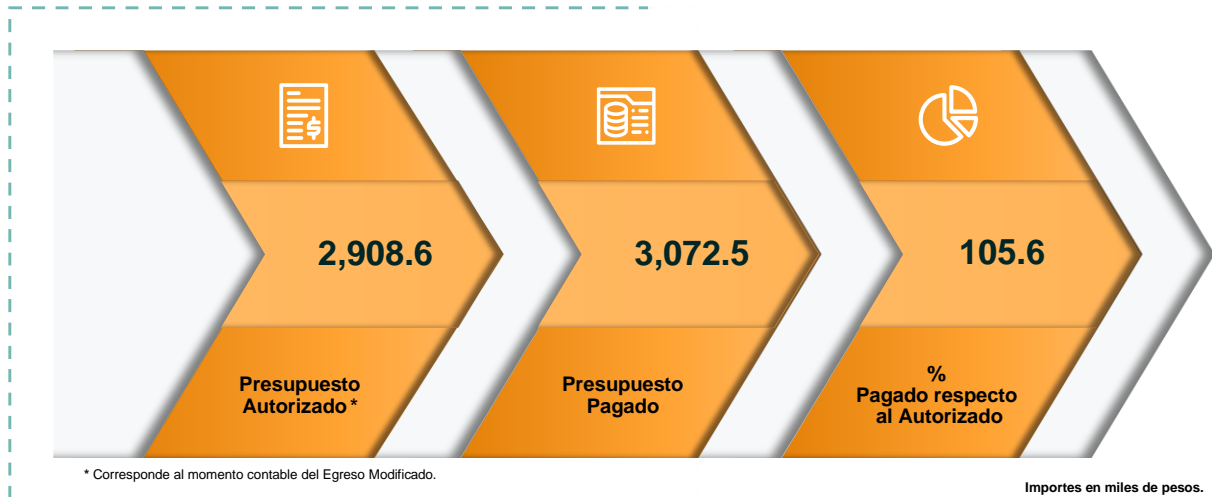 2,908.6
3,072.5
105.6
Presupuesto
Autorizado *
Presupuesto
Pagado
%
Pagado respecto
al Autorizado
* Corresponde al momento contable del Egreso Modificado.
Importes en miles de pesos.